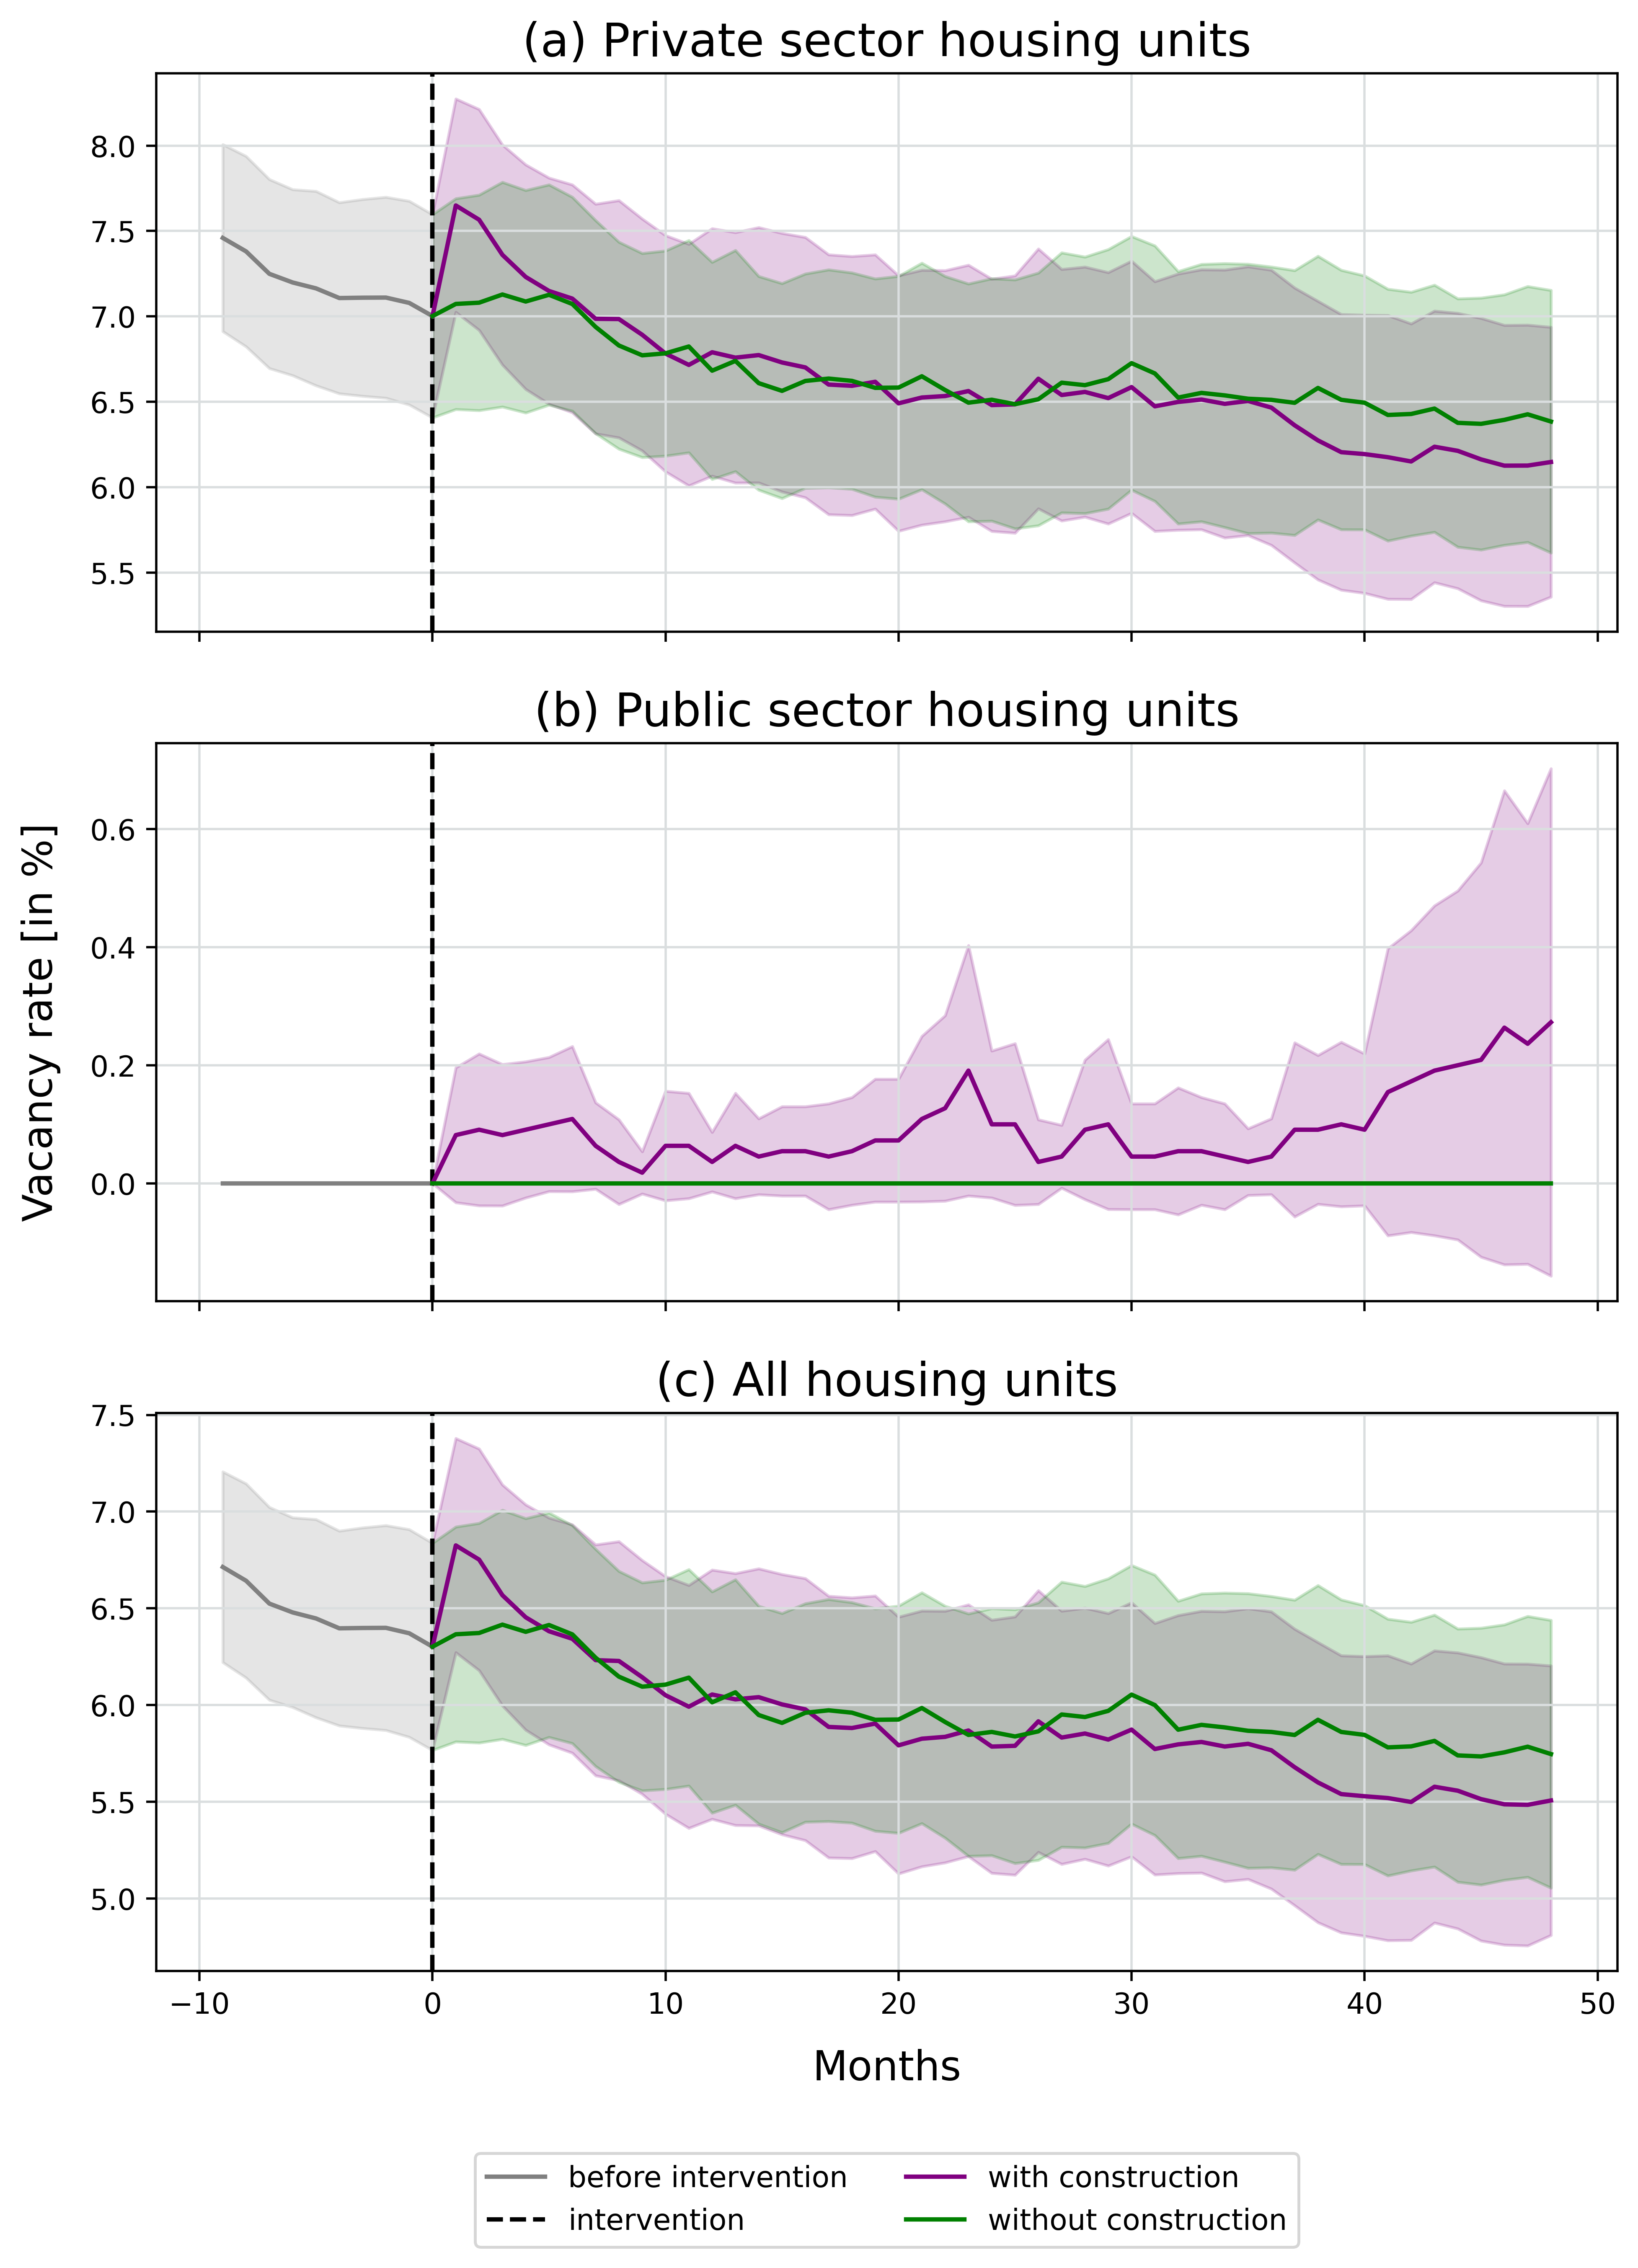 (a) Private sector housing units
8.0
7.5
7.0
6.5
6.0
5.5
(b) Public sector housing units
Vacancy rate [in %]
0.6
0.4
0.2
0.0
(c) All housing units
7.5
7.0
6.5
6.0
5.5
5.0
−10 0 10 20 30 40 50
Months
before intervention with construction
intervention without construction